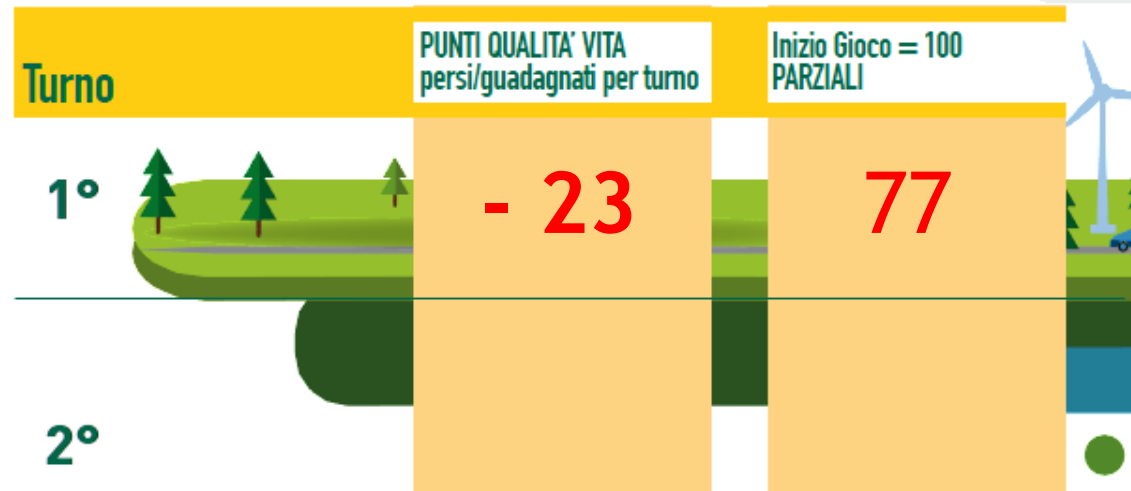 Turno
PUNTI QUALITA' VITA
persi/guadagnati per turno
Inizio Gioco = 100
PARZIALI
1°
- 23
77
2°